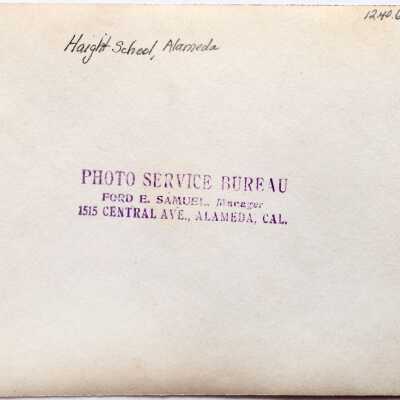 1240.6
Haight School, Alameda
PHOTO SERVICE BUREAU
FORD E. SAMUEL, Manager
1515 CENTRAL AVE., ALAMEDA, CAL.